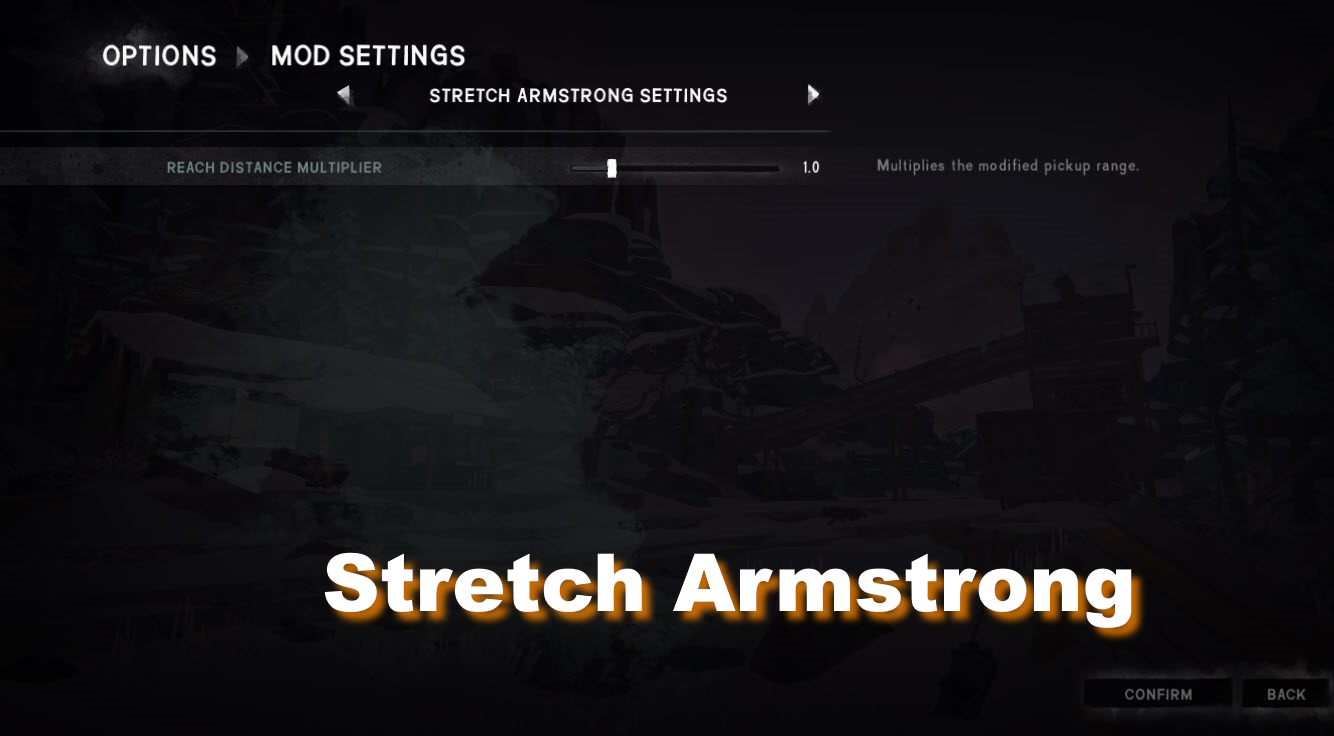 OPTIONS MOD SETTINGS
STRETCH ARMSTRONG SETTINGS
REACH DISTANCE MULTIPLIER 1.0 Multiplies the modified pickup range.
Stretch Armstrong
CONFIRM BACK